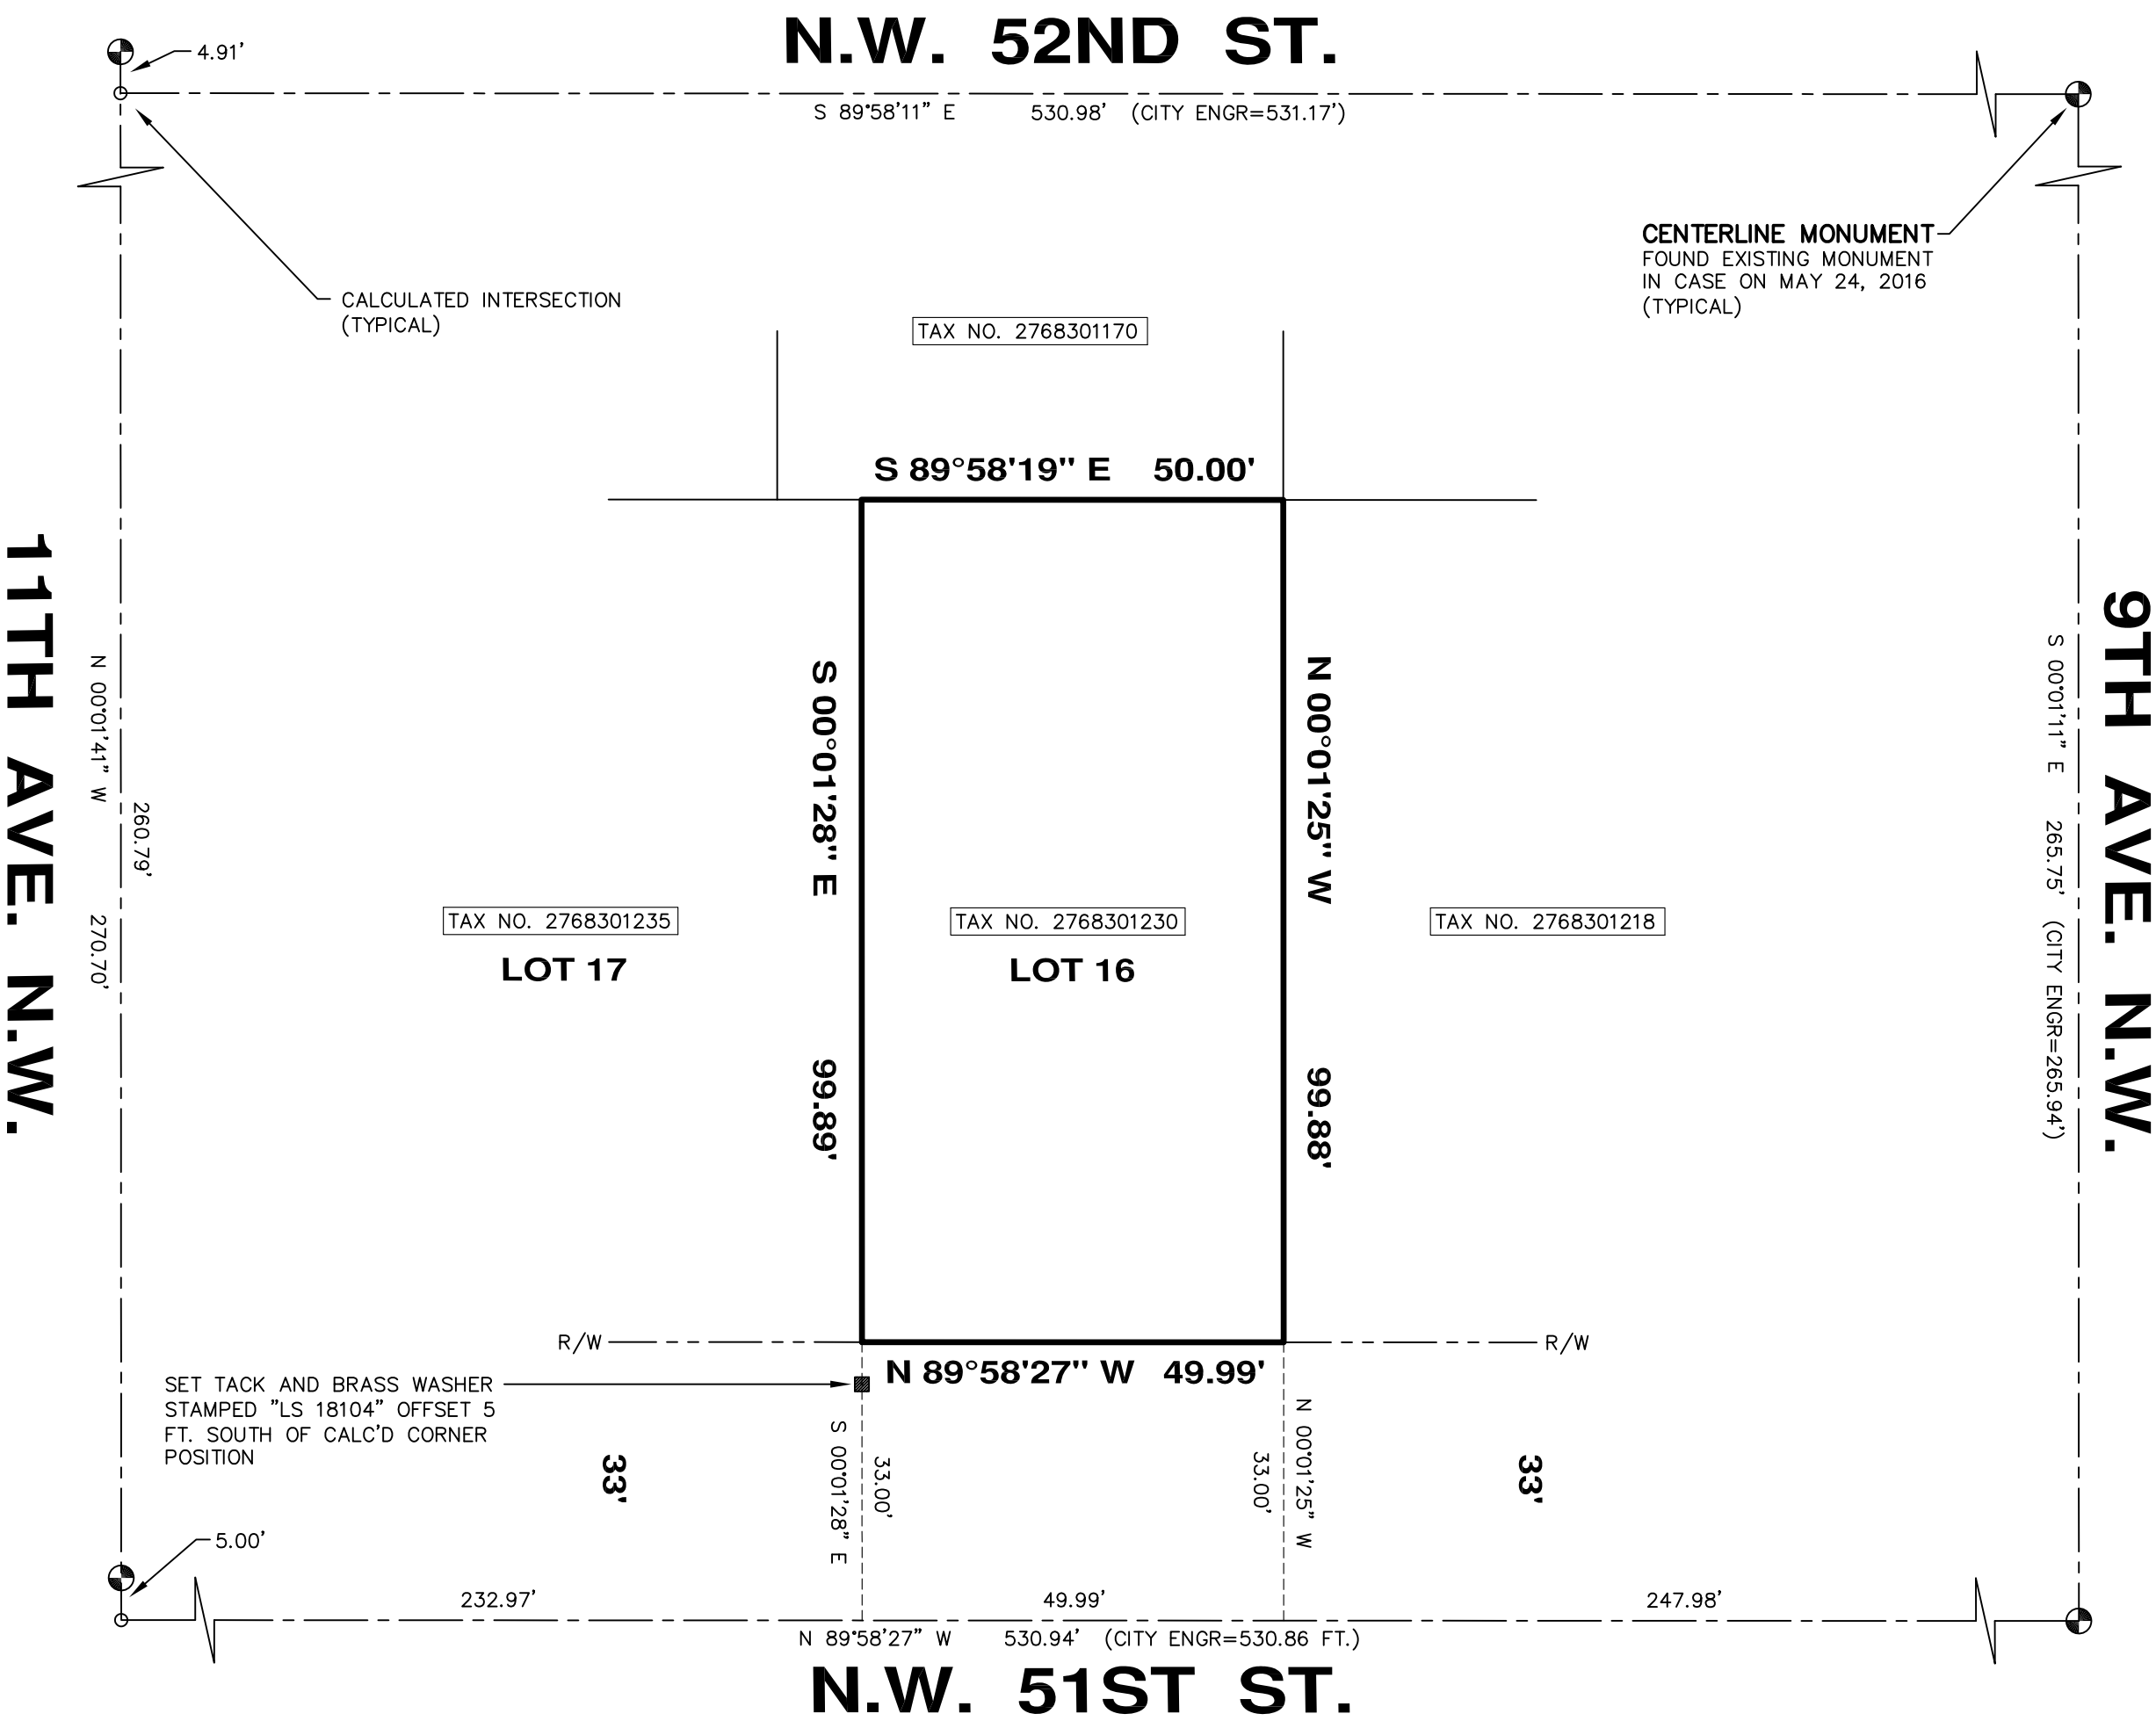 N.W. 52ND ST.
4.91'
S 89°58'11" E 530.98' (CITY ENGR=531.17')
CENTERLINE MONUMENT
FOUND EXISTING MONUMENT
IN CASE ON MAY 24, 2016
(TYPICAL)
CALCULATED INTERSECTION
(TYPICAL)
TAX NO. 2768301170
S 89°58'19" E 50.00'
11TH AVE. N.W.
N 00°01'41" W
260.79'
270.70'
S 00°01'28" E 99.89'
N 00°01'25" W 99.88'
S 00°01'11" E 265.75' (CITY ENGR=265.94')
9TH AVE. N.W.
TAX NO. 2768301235
LOT 17
TAX NO. 2768301230
LOT 16
TAX NO. 2768301218
R/W
R/W
N 89°58'27" W 49.99'
SET TACK AND BRASS WASHER
STAMPED "LS 18104" OFFSET 5
FT. SOUTH OF CALC'D CORNER
POSITION
33'
S 00°01'28" E
33.00'
33.00'
N 00°01'25" W
33'
5.00'
232.97'
49.99'
247.98'
N 89°58'27" W 530.94' (CITY ENGR=530.86 FT.)
N.W. 51ST ST.